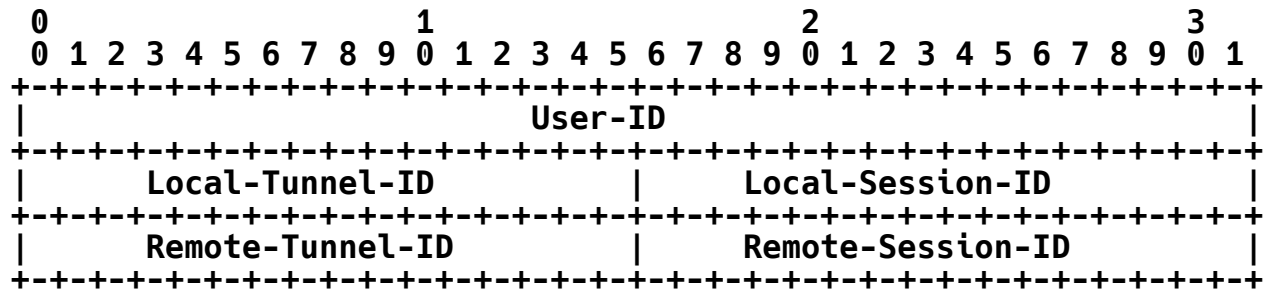 0                   1                   2                   3
 0 1 2 3 4 5 6 7 8 9 0 1 2 3 4 5 6 7 8 9 0 1 2 3 4 5 6 7 8 9 0 1
+-+-+-+-+-+-+-+-+-+-+-+-+-+-+-+-+-+-+-+-+-+-+-+-+-+-+-+-+-+-+-+-+
|                          User-ID                              |
+-+-+-+-+-+-+-+-+-+-+-+-+-+-+-+-+-+-+-+-+-+-+-+-+-+-+-+-+-+-+-+-+
|      Local-Tunnel-ID          |     Local-Session-ID          |
+-+-+-+-+-+-+-+-+-+-+-+-+-+-+-+-+-+-+-+-+-+-+-+-+-+-+-+-+-+-+-+-+
|      Remote-Tunnel-ID         |     Remote-Session-ID         |
+-+-+-+-+-+-+-+-+-+-+-+-+-+-+-+-+-+-+-+-+-+-+-+-+-+-+-+-+-+-+-+-+